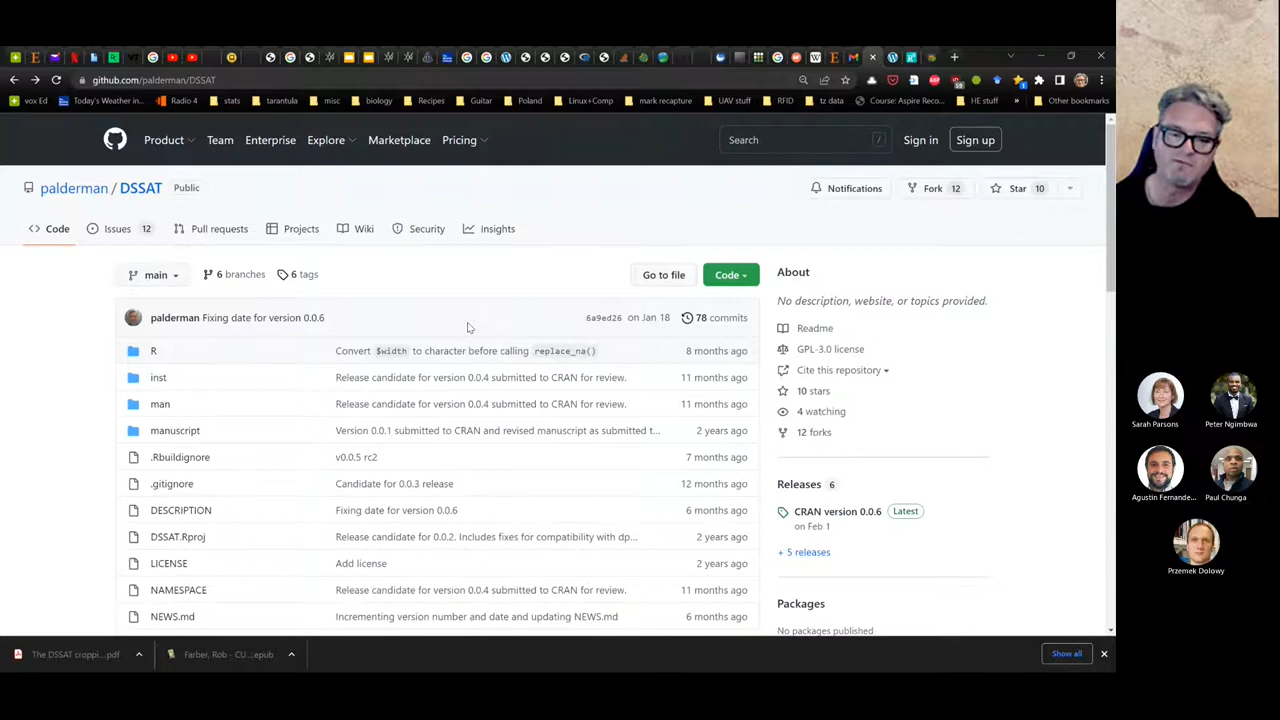 github.com/palderman/DSSAT
vox Ed
Today's Weather in...
Radio 4
stats
tarantula
misc
biology
Recipes
Guitar
Poland
Linux+Comp
mark recapture
UAV stuff
RFID
tz data
Course: Aspire Reco...
HE stuff
»
Other bookmarks
Product
Team
Enterprise
Explore
Marketplace
Pricing
Search
/
Sign in
Sign up
palderman / DSSAT
Public
Notifications
Fork 12
Star 10
Code
Issues 12
Pull requests
Projects
Wiki
Security
Insights
main
6 branches
6 tags
Go to file
Code
palderman Fixing date for version 0.0.6
6a9ed26 on Jan 18
78 commits
R Convert $width to character before calling replace_na() 8 months ago
inst Release candidate for version 0.0.4 submitted to CRAN for review. 11 months ago
man Release candidate for version 0.0.4 submitted to CRAN for review. 11 months ago
manuscript Version 0.0.1 submitted to CRAN and revised manuscript as submitted t... 2 years ago
.Rbuildignore v0.0.5 rc2 7 months ago
.gitignore Candidate for 0.0.3 release 12 months ago
DESCRIPTION Fixing date for version 0.0.6 6 months ago
DSSAT.Rproj Release candidate for 0.0.2. Includes fixes for compatibility with dp... 2 years ago
LICENSE Add license 2 years ago
NAMESPACE Release candidate for version 0.0.4 submitted to CRAN for review. 11 months ago
NEWS.md Incrementing version number and date and updating NEWS.md 6 months ago
About
No description, website, or topics provided.
Readme
GPL-3.0 license
Cite this repository
10 stars
4 watching
12 forks
Releases 6
CRAN version 0.0.6 Latest
on Feb 1
+ 5 releases
Packages
No packages published
The DSSAT croppi....pdf
Farber, Rob - CU....epub
Show all
Sarah Parsons
Peter Ngimbwa
Agustin Fernande...
Paul Chunga
Przemek Dolowy